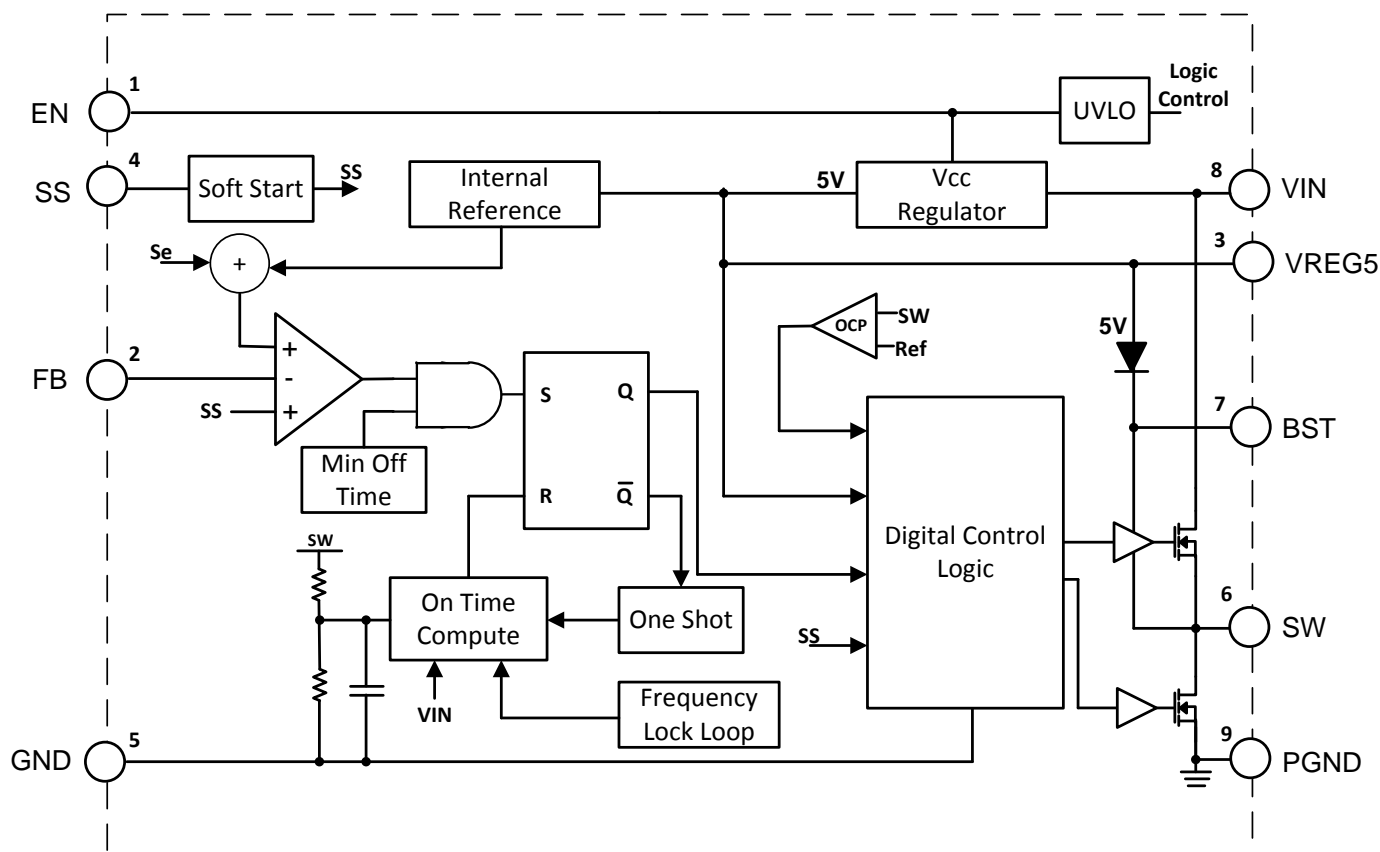 1
EN
UVLO
Logic
Control
4
SS
Soft Start
SS
Internal
Reference
5V
Vcc
Regulator
8
VIN
Se
+
3
VREG5
OCP
SW
Ref
5V
2
FB
+
-
SS
+
Min Off
Time
S
Q
R
Q̅
7
BST
Digital Control
Logic
SW
On Time
Compute
One Shot
SS
6
SW
VIN
Frequency
Lock Loop
5
GND
9
PGND